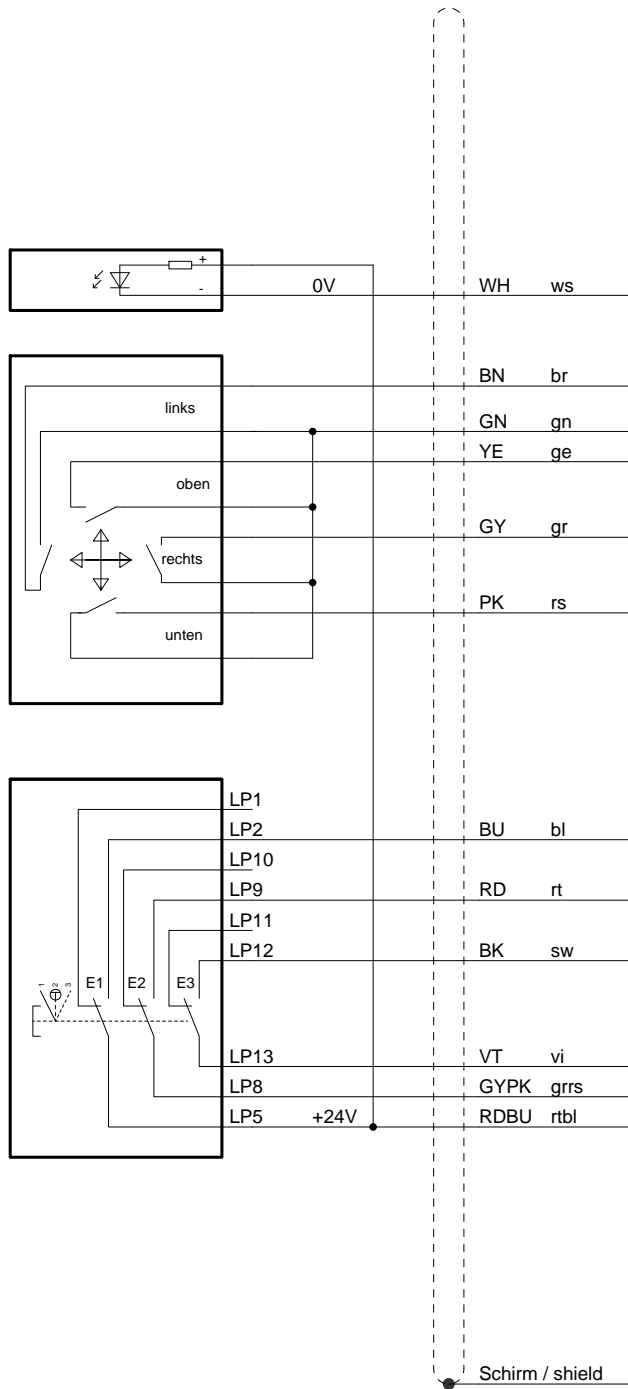 +
-
0V WH ws
BN br
links
GN gn
YE ge
oben
GY gr
rechts
PK rs
unten
LP1
LP2 BU bl
LP10
LP9 RD rt
LP11
LP12 BK sw
1 2 3
E1 E2 E3
LP13 VT vi
LP8 GYPK grrs
LP5 +24V RDBU rtbl
Schirm / shield